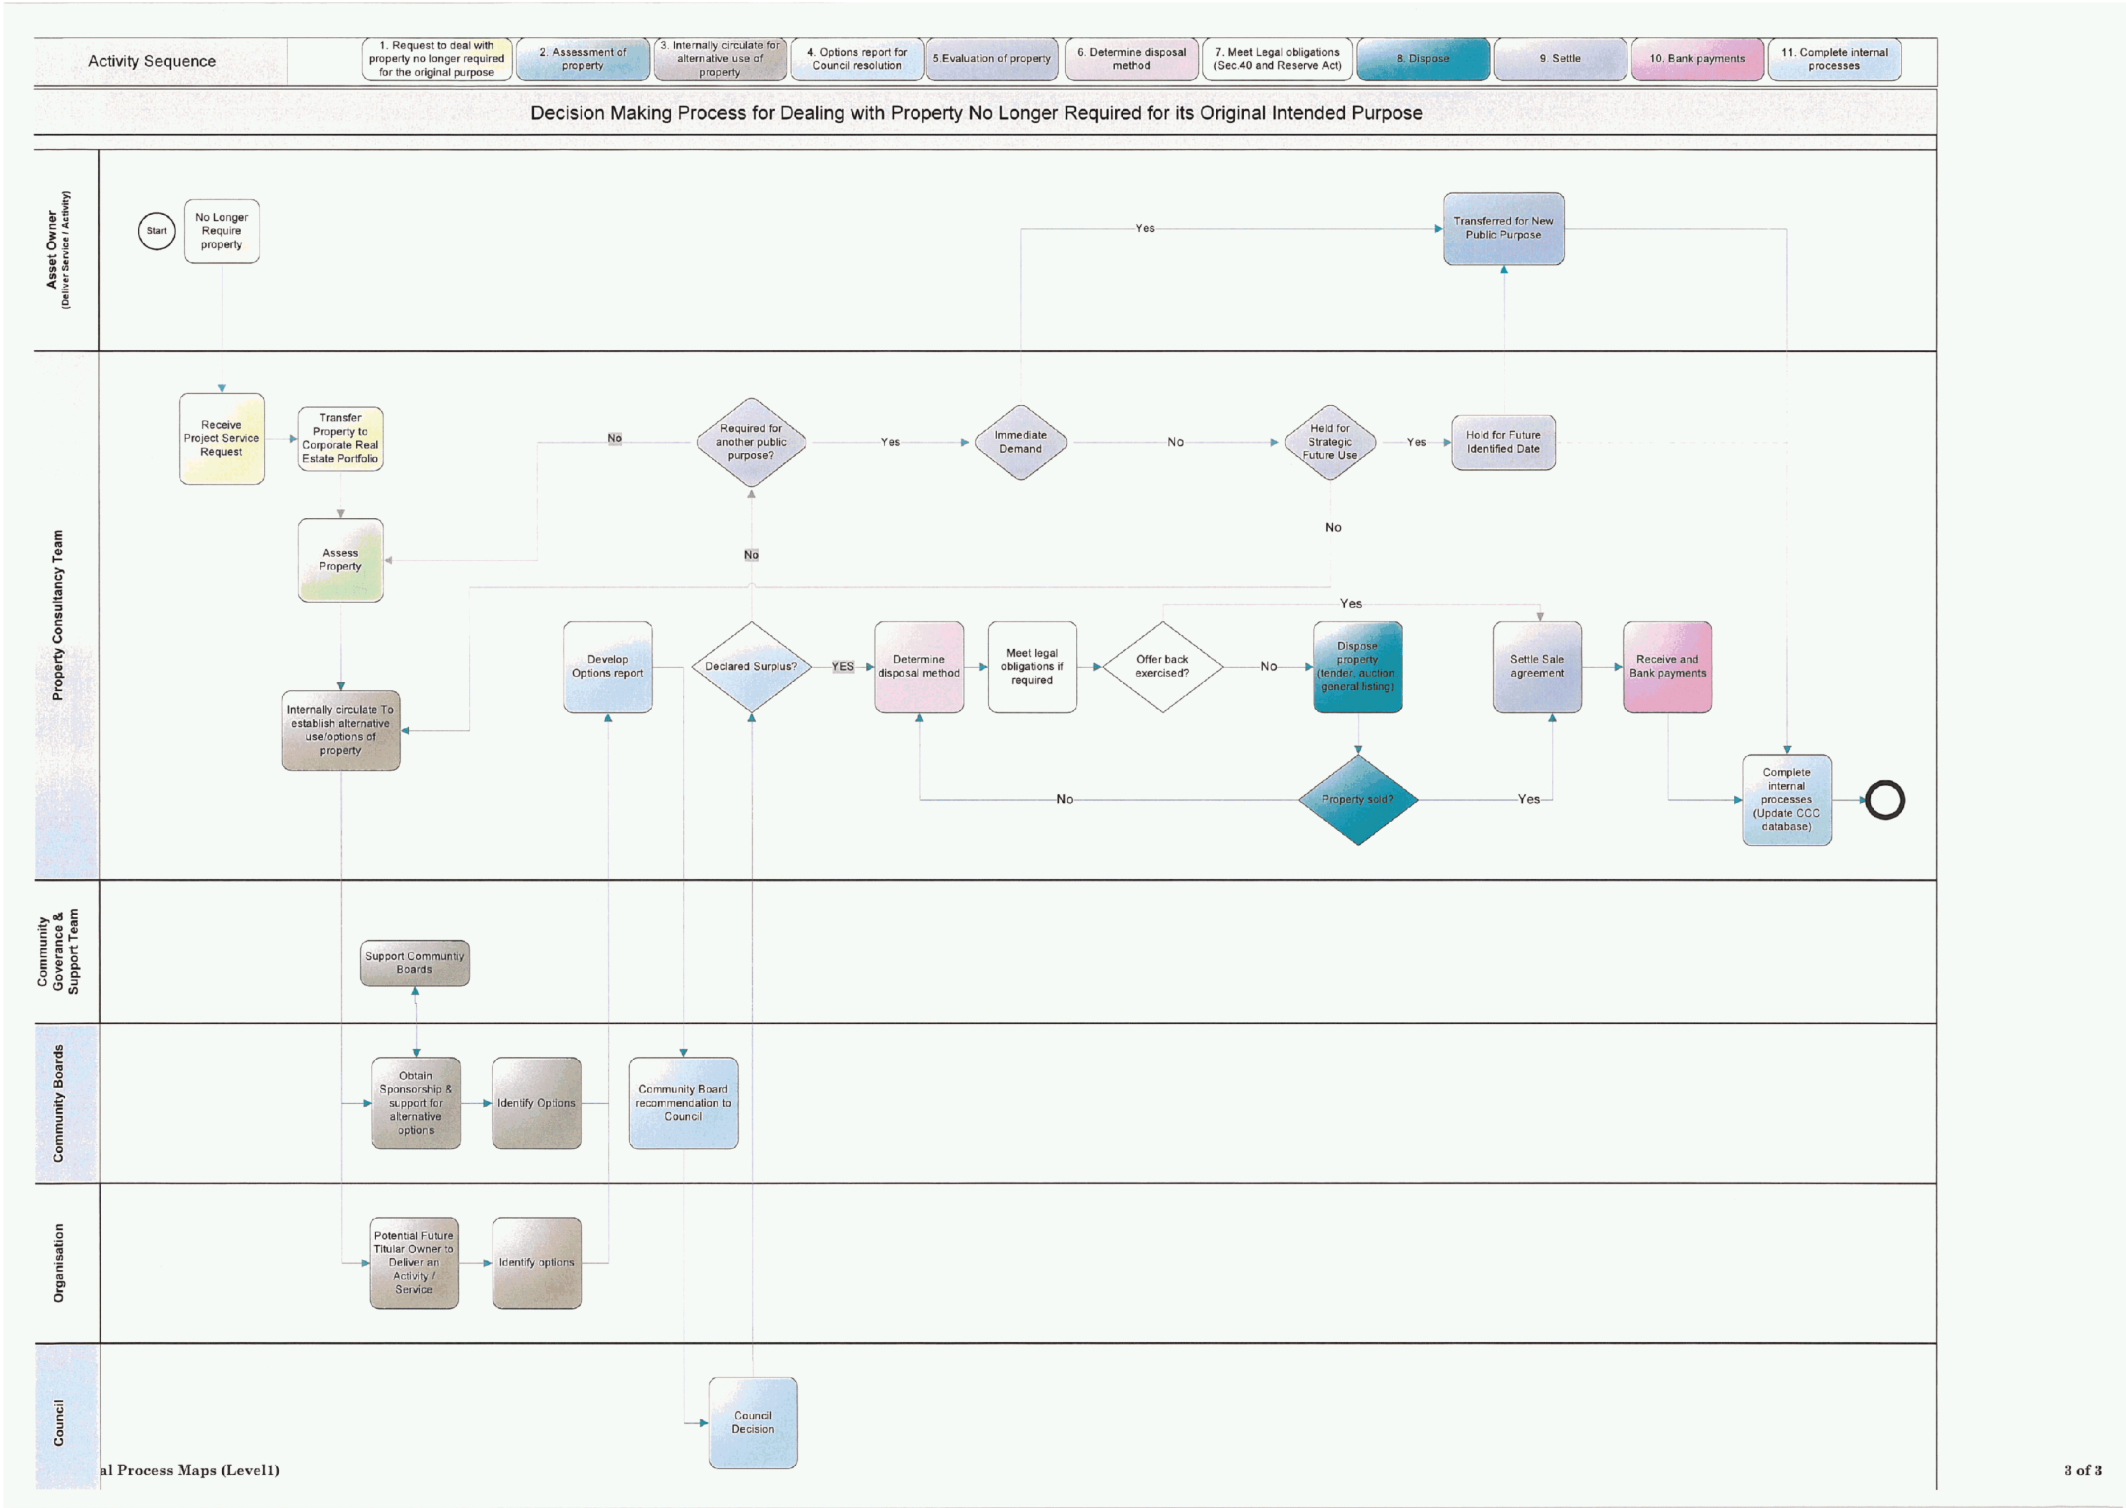 Activity Sequence
1. Request to deal with
property no longer required
for the original purpose
2. Assessment of
property
3. Internally circulate for
alternative use of
property
4. Options report for
Council resolution
5.Evaluation of property
6. Determine disposal
method
7. Meet Legal obligations
(Sec.40 and Reserve Act)
8. Dispose
9. Settle
10. Bank payments
11. Complete internal
processes
Decision Making Process for Dealing with Property No Longer Required for its Original Intended Purpose
Asset Owner
(Deliver Service / Activity)
Start
No Longer
Require
property
Yes
Transferred for New
Public Purpose
Property Consultancy Team
Receive
Project Service
Request
Transfer
Property to
Corporate Real
Estate Portfolio
No
Required for
another public
purpose?
Yes
Immediate
Demand
No
Held for
Strategic
Future Use
Yes
Hold for Future
Identified Date
No
Assess
Property
No
Yes
Develop
Options report
Declared Surplus?
YES
Determine
disposal method
Meet legal
obligations if
required
Offer back
exercised?
No
Dispose
property
(tender, auction
general listing)
Settle Sale
agreement
Receive and
Bank payments
Internally circulate To
establish alternative
use/options of
property
No
Property sold?
Yes
Complete
internal
processes
(Update CCC
database)
Community
Goverance &
Support Team
Support Communtiy
Boards
Community Boards
Obtain
Sponsorship &
support for
alternative
options
Identify Options
Community Board
recommendation to
Council
Organisation
Potential Future
Titular Owner to
Deliver an
Activity /
Service
Identify options
Council
Council
Decision
al Process Maps (Level1)
3 of 3